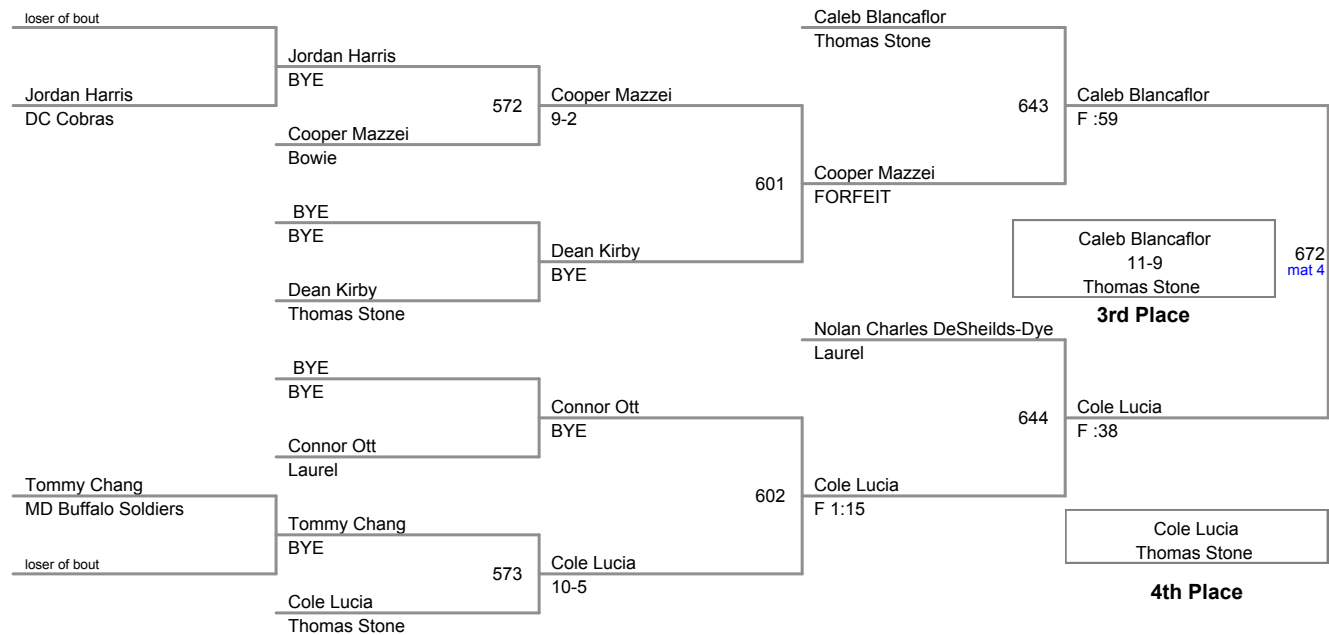 loser of bout
Jordan Harris
DC Cobras
Jordan Harris
BYE
572
Cooper Mazzei
Bowie
Cooper Mazzei
9-2
BYE
BYE
Dean Kirby
Thomas Stone
Dean Kirby
BYE
601
Cooper Mazzei
FORFEIT
Caleb Blancaflor
Thomas Stone
643
Caleb Blancaflor
F :59
Caleb Blancaflor
11-9
Thomas Stone
3rd Place
672
mat 4
BYE
BYE
Connor Ott
Laurel
Connor Ott
BYE
Tommy Chang
MD Buffalo Soldiers
loser of bout
Tommy Chang
BYE
573
Cole Lucia
Thomas Stone
Cole Lucia
10-5
602
Cole Lucia
F 1:15
Nolan Charles DeSheilds-Dye
Laurel
644
Cole Lucia
F :38
Cole Lucia
Thomas Stone
4th Place